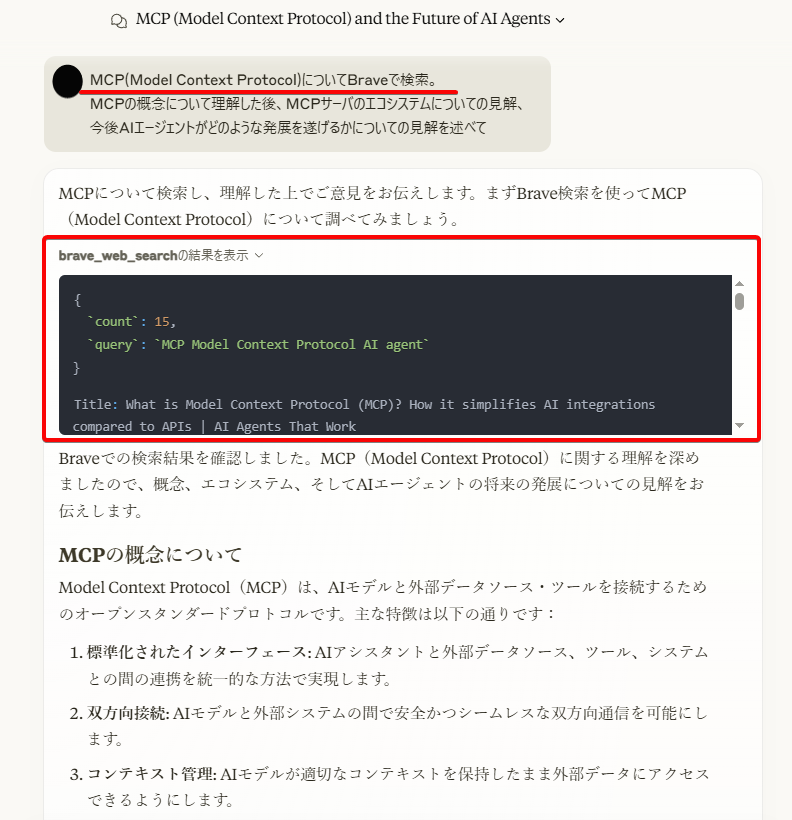 MCP (Model Context Protocol) and the Future of AI Agents
MCP(Model Context Protocol)についてBraveで検索。
MCPの概念について理解した後、MCPサーバのエコシステムについての見解、
今後AIエージェントがどのような発展を遂げるかについての見解を述べて
MCPについて検索し、理解した上でご意見をお伝えします。まずBrave検索を使ってMCP
（Model Context Protocol）について調べてみましょう。
brave_web_searchの結果を表示
{
`count`: 15,
`query`: `MCP Model Context Protocol AI agent`
}
Title: What is Model Context Protocol (MCP)? How it simplifies AI integrations
compared to APIs | AI Agents That Work
Braveでの検索結果を確認しました。MCP（Model Context Protocol）に関する理解を深め
ましたので、概念、エコシステム、そしてAIエージェントの将来の発展についての見解をお
伝えします。
MCPの概念について
Model Context Protocol（MCP）は、AIモデルと外部データソース・ツールを接続するため
のオープンスタンダードプロトコルです。主な特徴は以下の通りです：
1. 標準化されたインターフェース: AIアシスタントと外部データソース、ツール、システム
との間の連携を統一的な方法で実現します。
2. 双方向接続: AIモデルと外部システムの間で安全かつシームレスな双方向通信を可能にし
ます。
3. コンテキスト管理: AIモデルが適切なコンテキストを保持したまま外部データにアクセス
できるようにします。